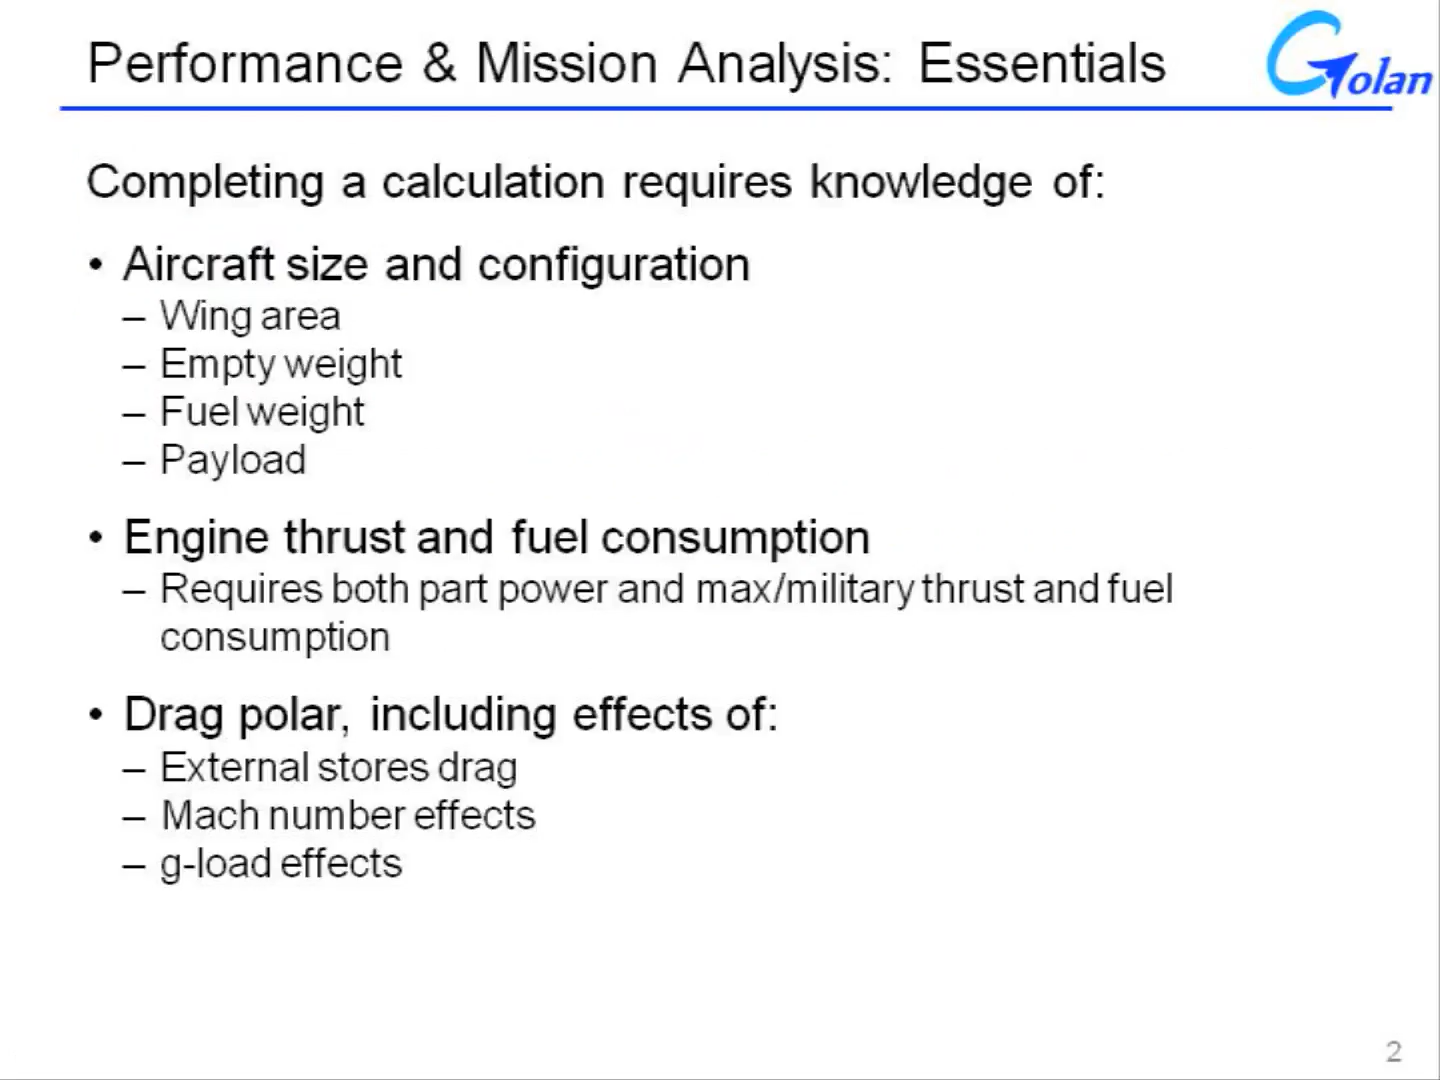 Performance & Mission Analysis: Essentials
Golan
Completing a calculation requires knowledge of:
• Aircraft size and configuration
– Wing area
– Empty weight
– Fuel weight
– Payload
• Engine thrust and fuel consumption
– Requires both part power and max/military thrust and fuel
consumption
• Drag polar, including effects of:
– External stores drag
– Mach number effects
– g-load effects
2